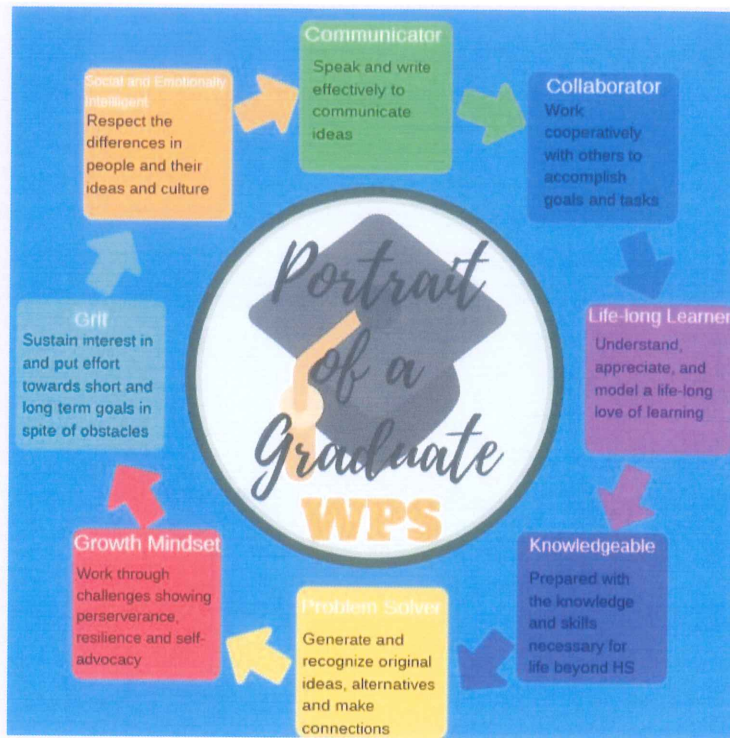 Communicator
Speak and write
effectively to
communicate
ideas
Collaborator
Work
cooperatively
with others to
accomplish
goals and tasks
Life-long Learner
Understand,
appreciate, and
model a life-long
love of learning
Knowledgeable
Prepared with
the knowledge
and skills
necessary for
life beyond HS
Problem Solver
Generate and
recognize original
ideas, alternatives
and make
connections
Growth Mindset
Work through
challenges showing
perserverance,
resilience and self-
advocacy
Grit
Sustain interest in
and put effort
towards short and
long term goals in
spite of obstacles
Social and Emotionally
Intelligent
Respect the
differences in
people and their
ideas and culture
Portrait
of a
Graduate
WPS